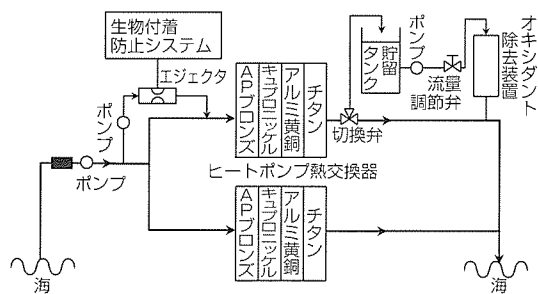 生物付着
防止システム
エジェクタ
ポンプ
ポンプ
海
APブロンズ
キュプロニッケル
アルミ黄銅
チタン
ヒートポンプ熱交換器
APブロンズ
キュプロニッケル
アルミ黄銅
チタン
切換弁
貯留
タンク
ポンプ
流量
調節弁
オキシダント
除去装置
海